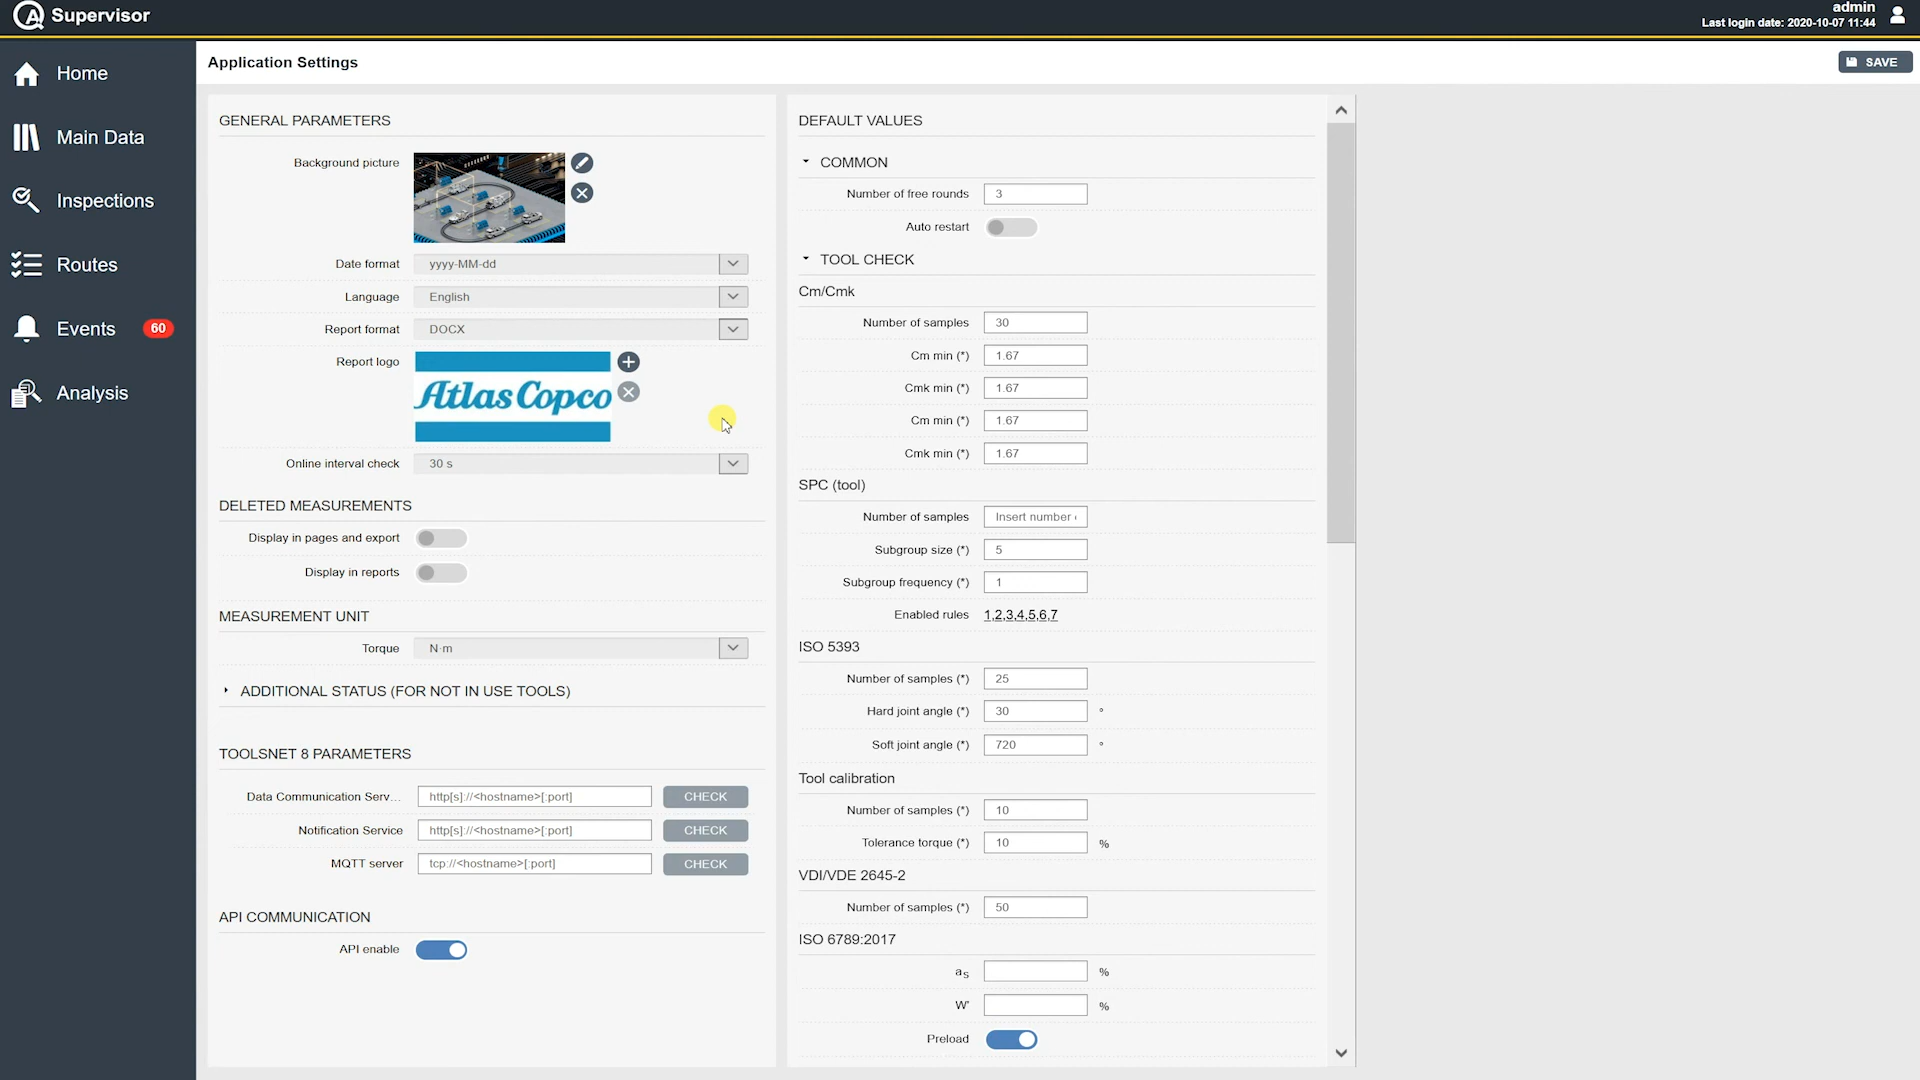 QA Supervisor
admin
Last login date: 2020-10-07 11:44
Home
Main Data
Inspections
Routes
Events 60
Analysis
Application Settings
SAVE
GENERAL PARAMETERS
Background picture
Date format yyyy-MM-dd
Language English
Report format DOCX
Report logo
Atlas Copco
Online interval check 30 s
DELETED MEASUREMENTS
Display in pages and export
Display in reports
MEASUREMENT UNIT
Torque N·m
ADDITIONAL STATUS (FOR NOT IN USE TOOLS)
TOOLSNET 8 PARAMETERS
Data Communication Serv... http[s]://<hostname>[:port] CHECK
Notification Service http[s]://<hostname>[:port] CHECK
MQTT server tcp://<hostname>[:port] CHECK
API COMMUNICATION
API enable
DEFAULT VALUES
COMMON
Number of free rounds 3
Auto restart
TOOL CHECK
Cm/Cmk
Number of samples 30
Cm min (*) 1.67
Cmk min (*) 1.67
Cm min (*) 1.67
Cmk min (*) 1.67
SPC (tool)
Number of samples Insert number
Subgroup size (*) 5
Subgroup frequency (*) 1
Enabled rules 1,2,3,4,5,6,7
ISO 5393
Number of samples (*) 25
Hard joint angle (*) 30 °
Soft joint angle (*) 720 °
Tool calibration
Number of samples (*) 10
Tolerance torque (*) 10 %
VDI/VDE 2645-2
Number of samples (*) 50
ISO 6789:2017
as %
W' %
Preload